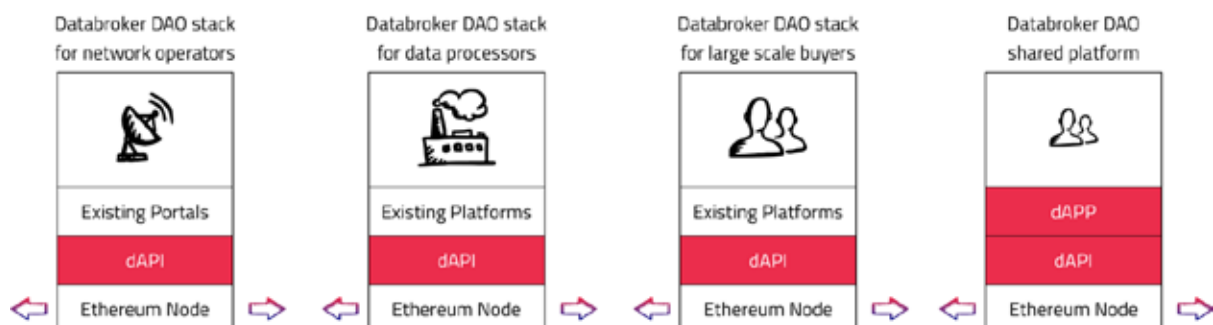 Databroker DAO stack
for network operators
Existing Portals
dAPI
Ethereum Node
Databroker DAO stack
for data processors
Existing Platforms
dAPI
Ethereum Node
Databroker DAO stack
for large scale buyers
Existing Platforms
dAPI
Ethereum Node
Databroker DAO
shared platform
dAPP
dAPI
Ethereum Node